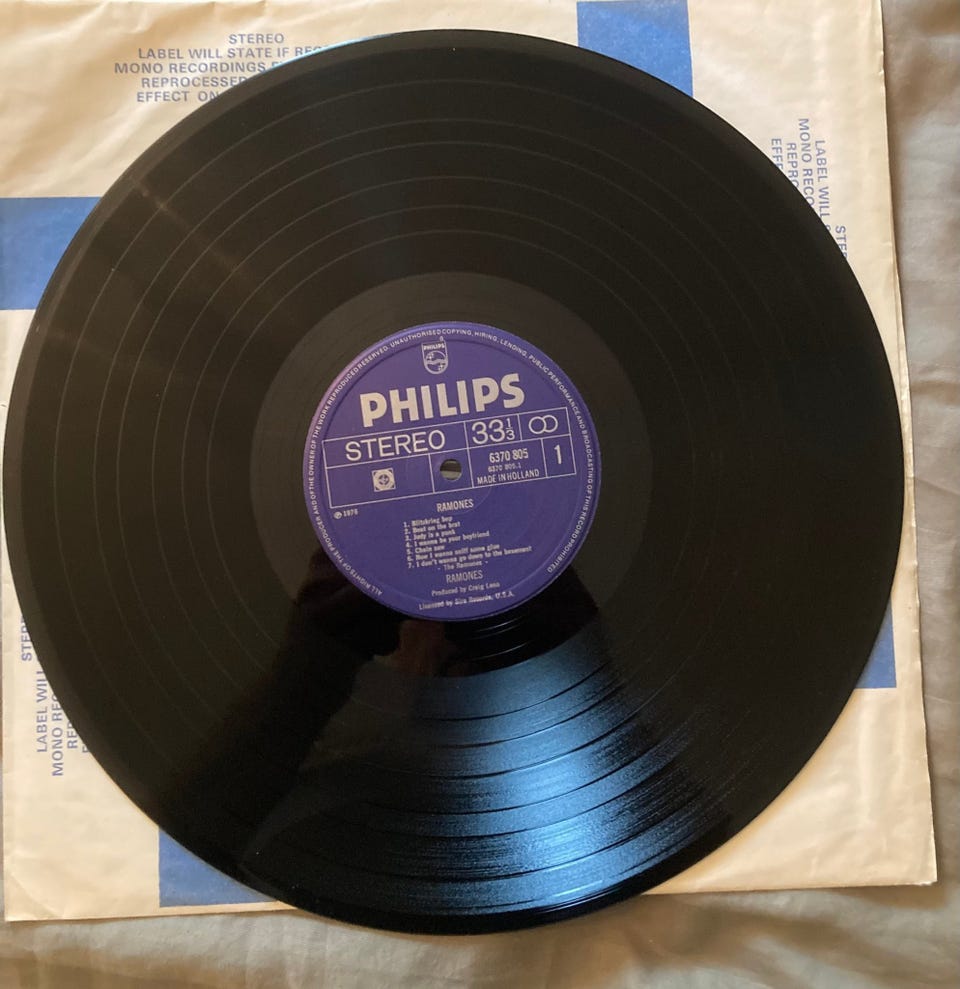 STEREO
LABEL WILL STATE IF
MONO RECORDINGS
REPROCESSED
EFFECT ON
STE
LABEL WILL
MONO RECO
REPRO
EFFE
STERE
LABEL WILL
MONO REC
REP
ALL RIGHTS OF THE PRODUCER AND OF THE OWNER OF THE WORK REPRODUCED RESERVED. UNAUTHORISED COPYING, HIRING, LENDING, PUBLIC PERFORMANCE AND BROADCASTING OF THIS RECORD PROHIBITED
PHILIPS
PHILIPS
STEREO
33⅓
6370 805
6370 805.1
MADE IN HOLLAND
1
℗ 1976
RAMONES
1. Blitzkrieg bop
2. Beat on the brat
3. Judy is a punk
4. I wanna be your boyfriend
5. Chain saw
6. Now I wanna sniff some glue
7. I don't wanna go down to the basement
- The Ramones -
RAMONES
Produced by Craig Leon
Licensed by Sire Records, U.S.A.